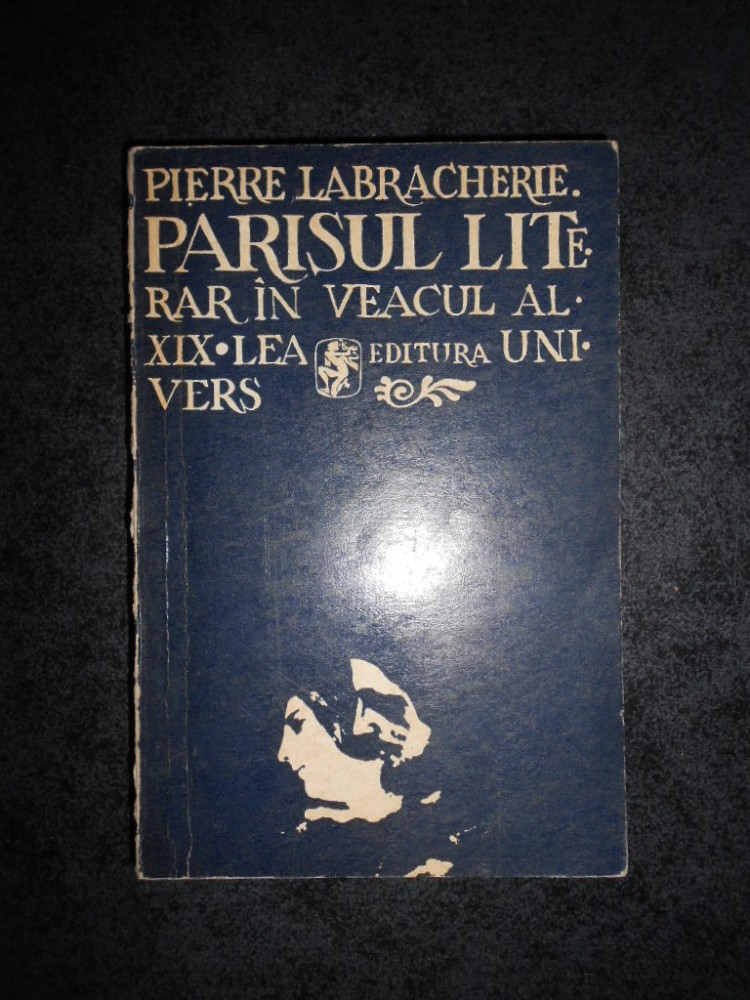 PIERRE LABRACHERIE.
PARISUL LITE.
RAR ÎN VEACUL AL.
XIX•LEA EDITURA UNI.
VERS